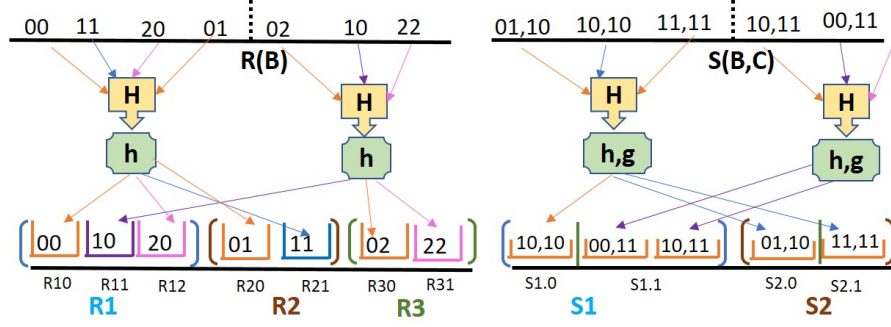 00 11 20 01 02 10 22 01,10 10,10 11,11 10,11 00,11
R(B) S(B,C)
H H H H
h h h,g h,g
00 10 20 01 11 02 22 10,10 00,11 10,11 01,10 11,11
R10 R11 R12 R20 R21 R30 R31 S1.0 S1.1 S2.0 S2.1
R1 R2 R3 S1 S2